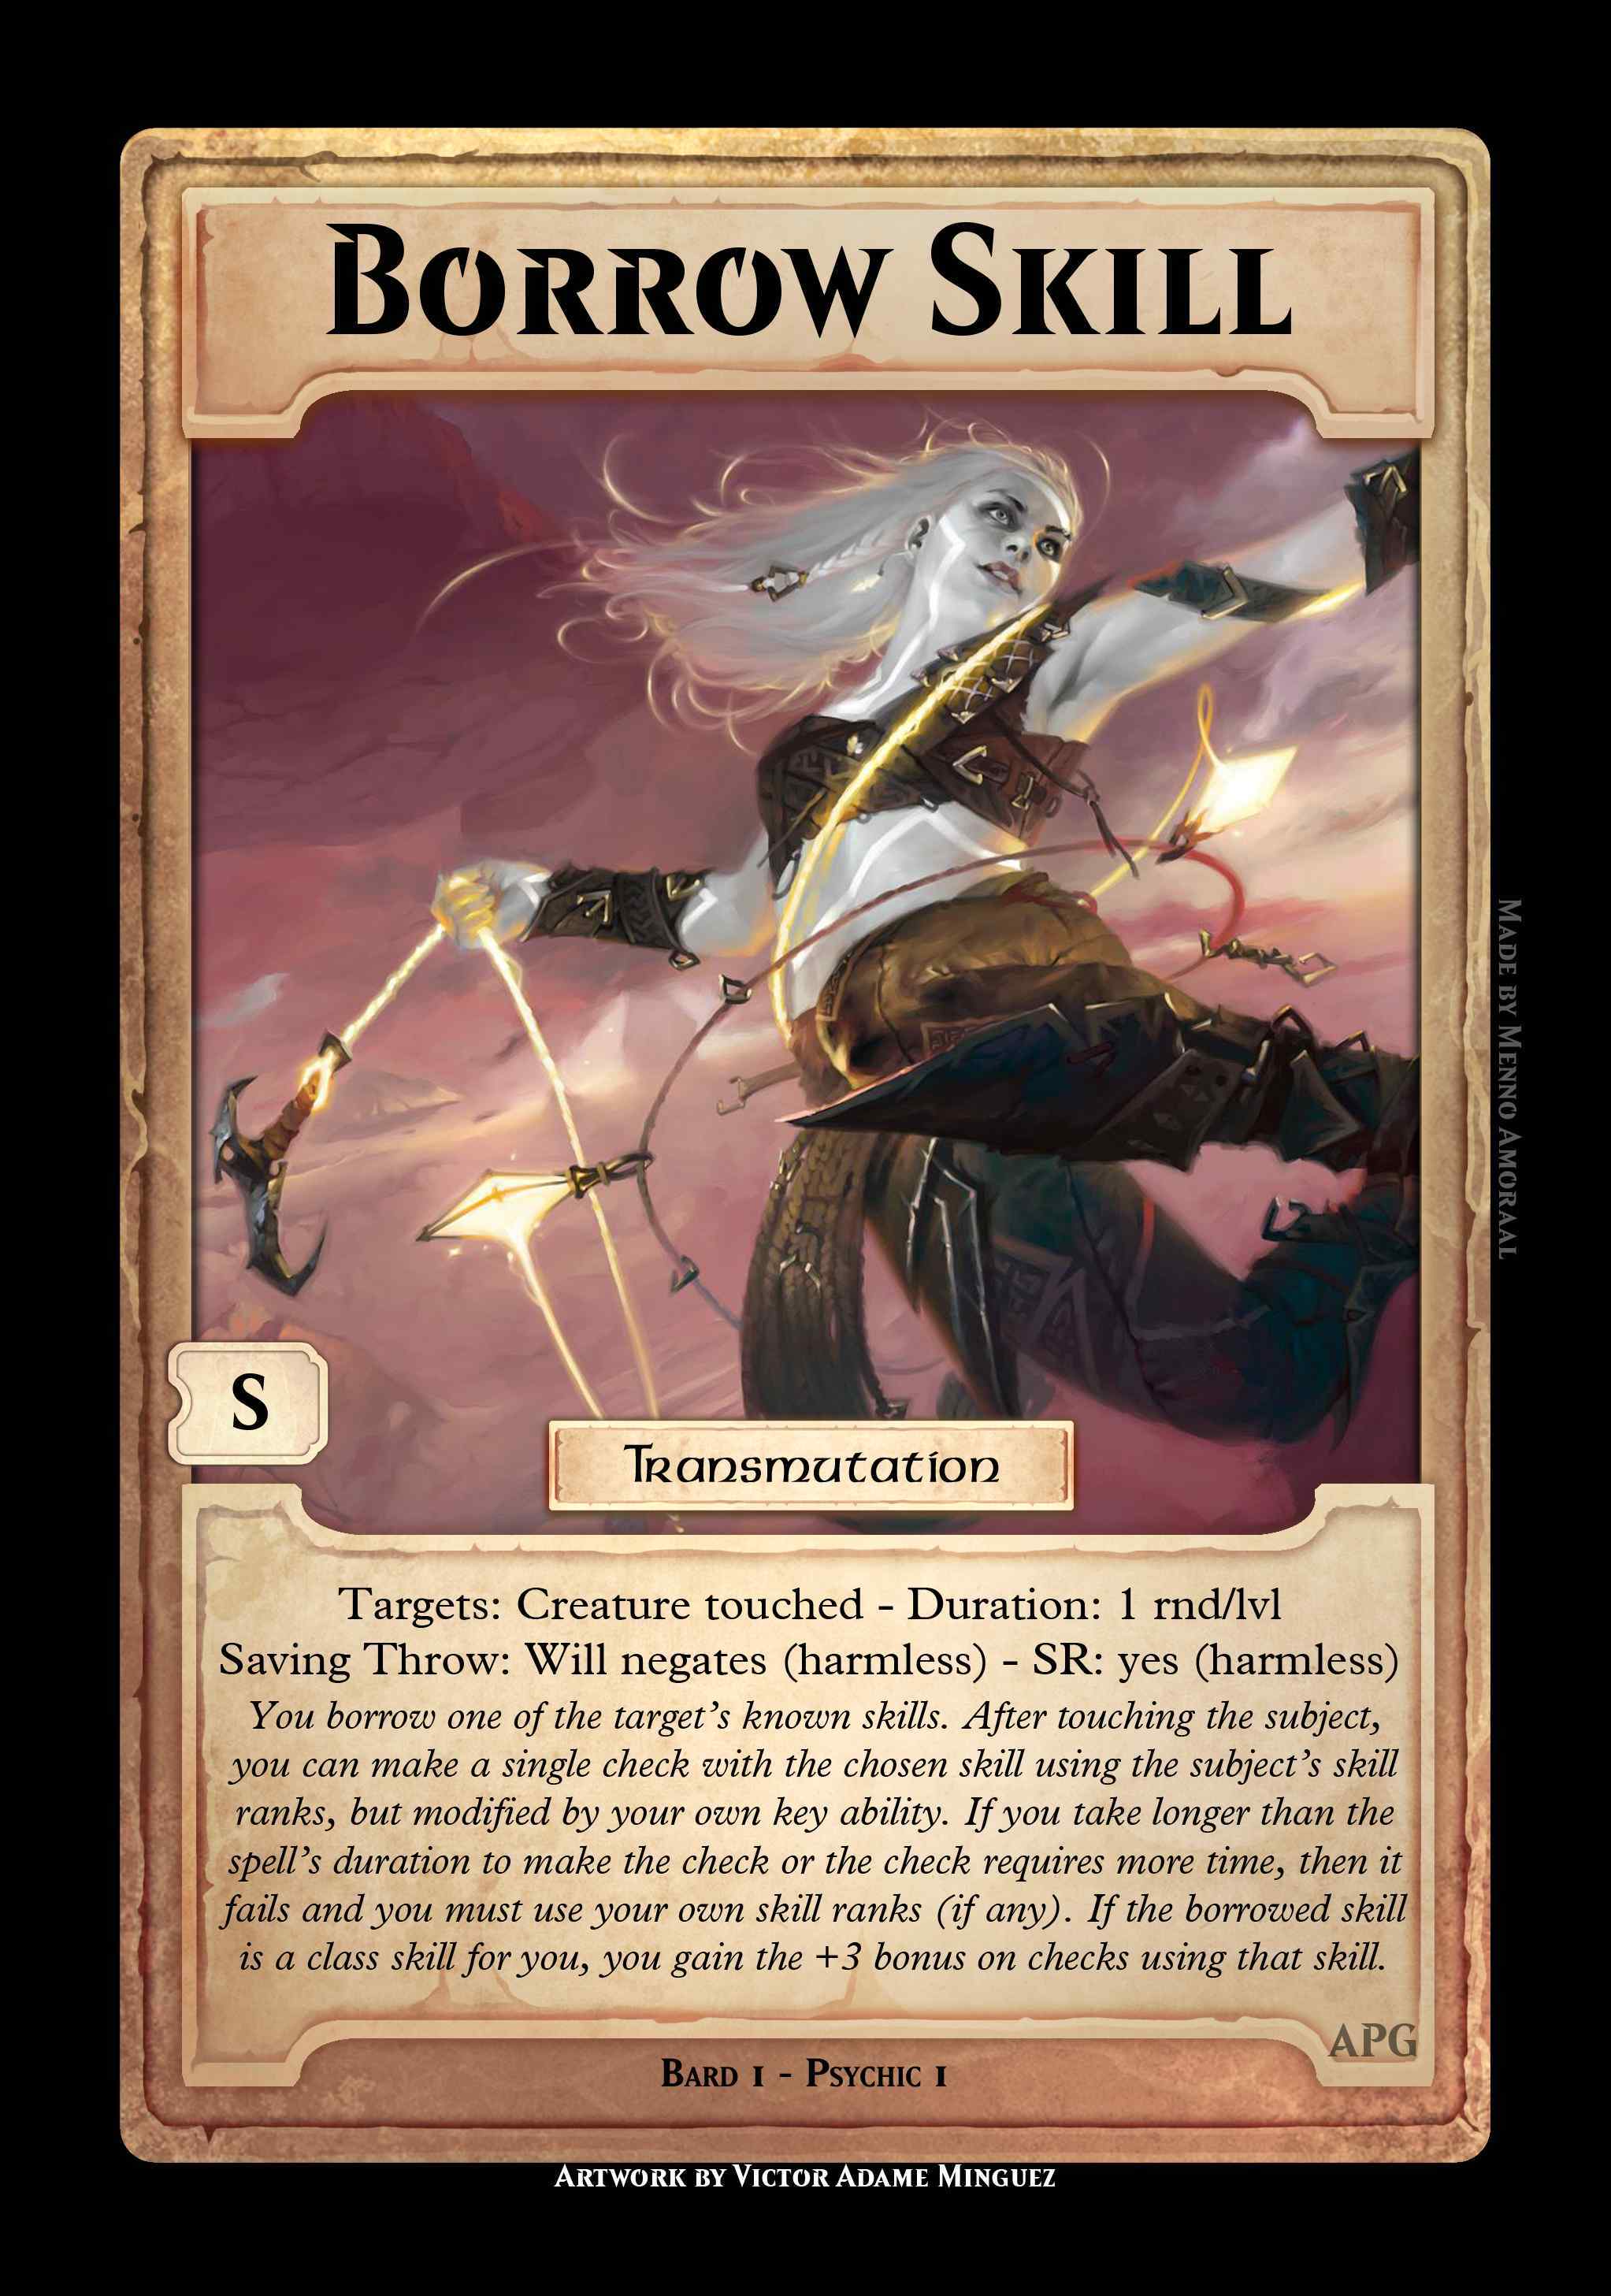 Borrow Skill
S
Transmutation
Targets: Creature touched - Duration: 1 rnd/lvl
Saving Throw: Will negates (harmless) - SR: yes (harmless)
You borrow one of the target's known skills. After touching the subject,
you can make a single check with the chosen skill using the subject's skill
ranks, but modified by your own key ability. If you take longer than the
spell's duration to make the check or the check requires more time, then it
fails and you must use your own skill ranks (if any). If the borrowed skill
is a class skill for you, you gain the +3 bonus on checks using that skill.
APG
Bard 1 - Psychic 1
Artwork by Victor Adame Minguez
Made by Menno Amoraal